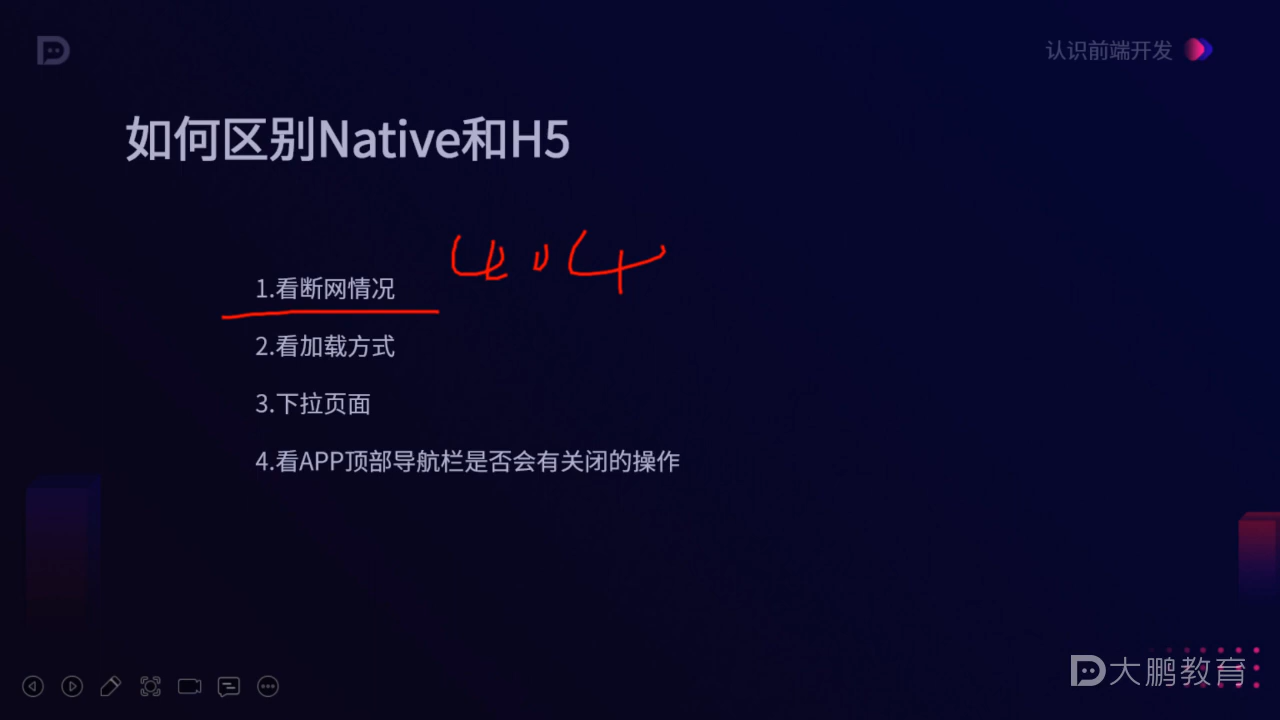 认识前端开发
如何区别Native和H5
404
1.看断网情况
2.看加载方式
3.下拉页面
4.看APP顶部导航栏是否会有关闭的操作
大鹏教育